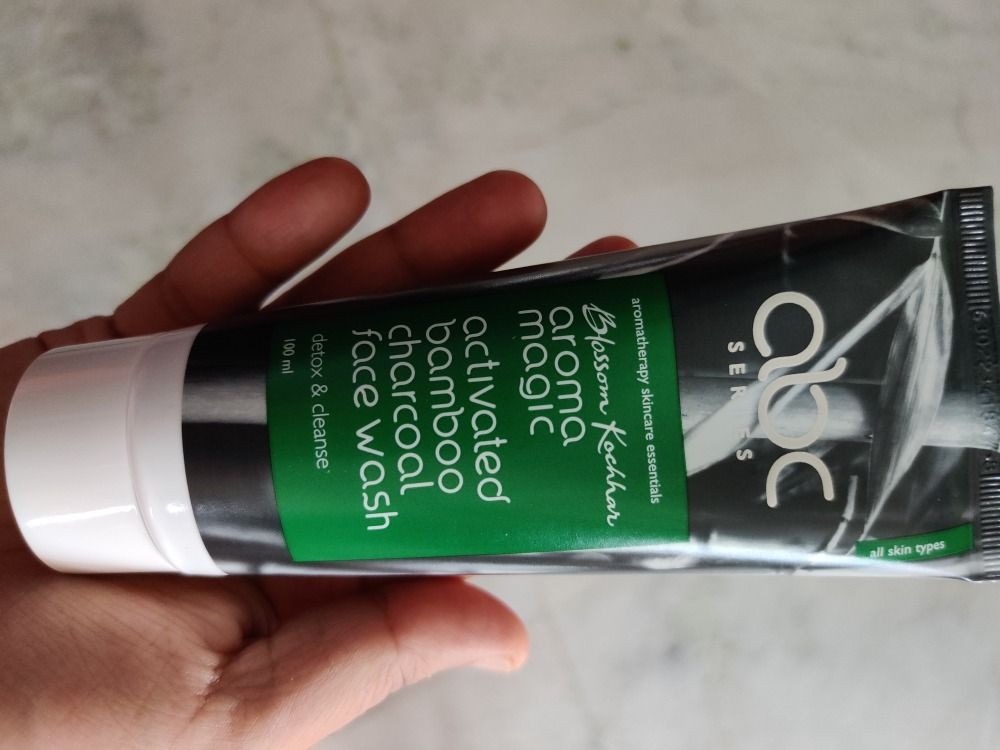 abc
SERIES
all skin types
aromatherapy skincare essentials
Blossom Kochhar
aroma
magic
activated
bamboo
charcoal
face wash
detox & cleanse
100 ml